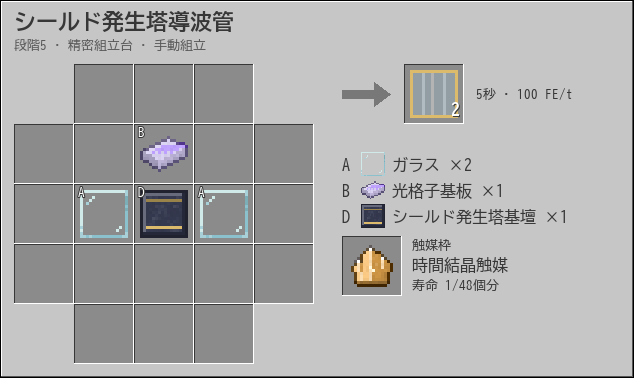 シールド発生塔導波管
段階5 · 精密組立台 · 手動組立
B
A
D
A
2
5秒 · 100 FE/t
A ガラス ×2
B 光格子基板 ×1
D シールド発生塔基壇 ×1
触媒枠
時間結晶触媒
寿命 1/48個分